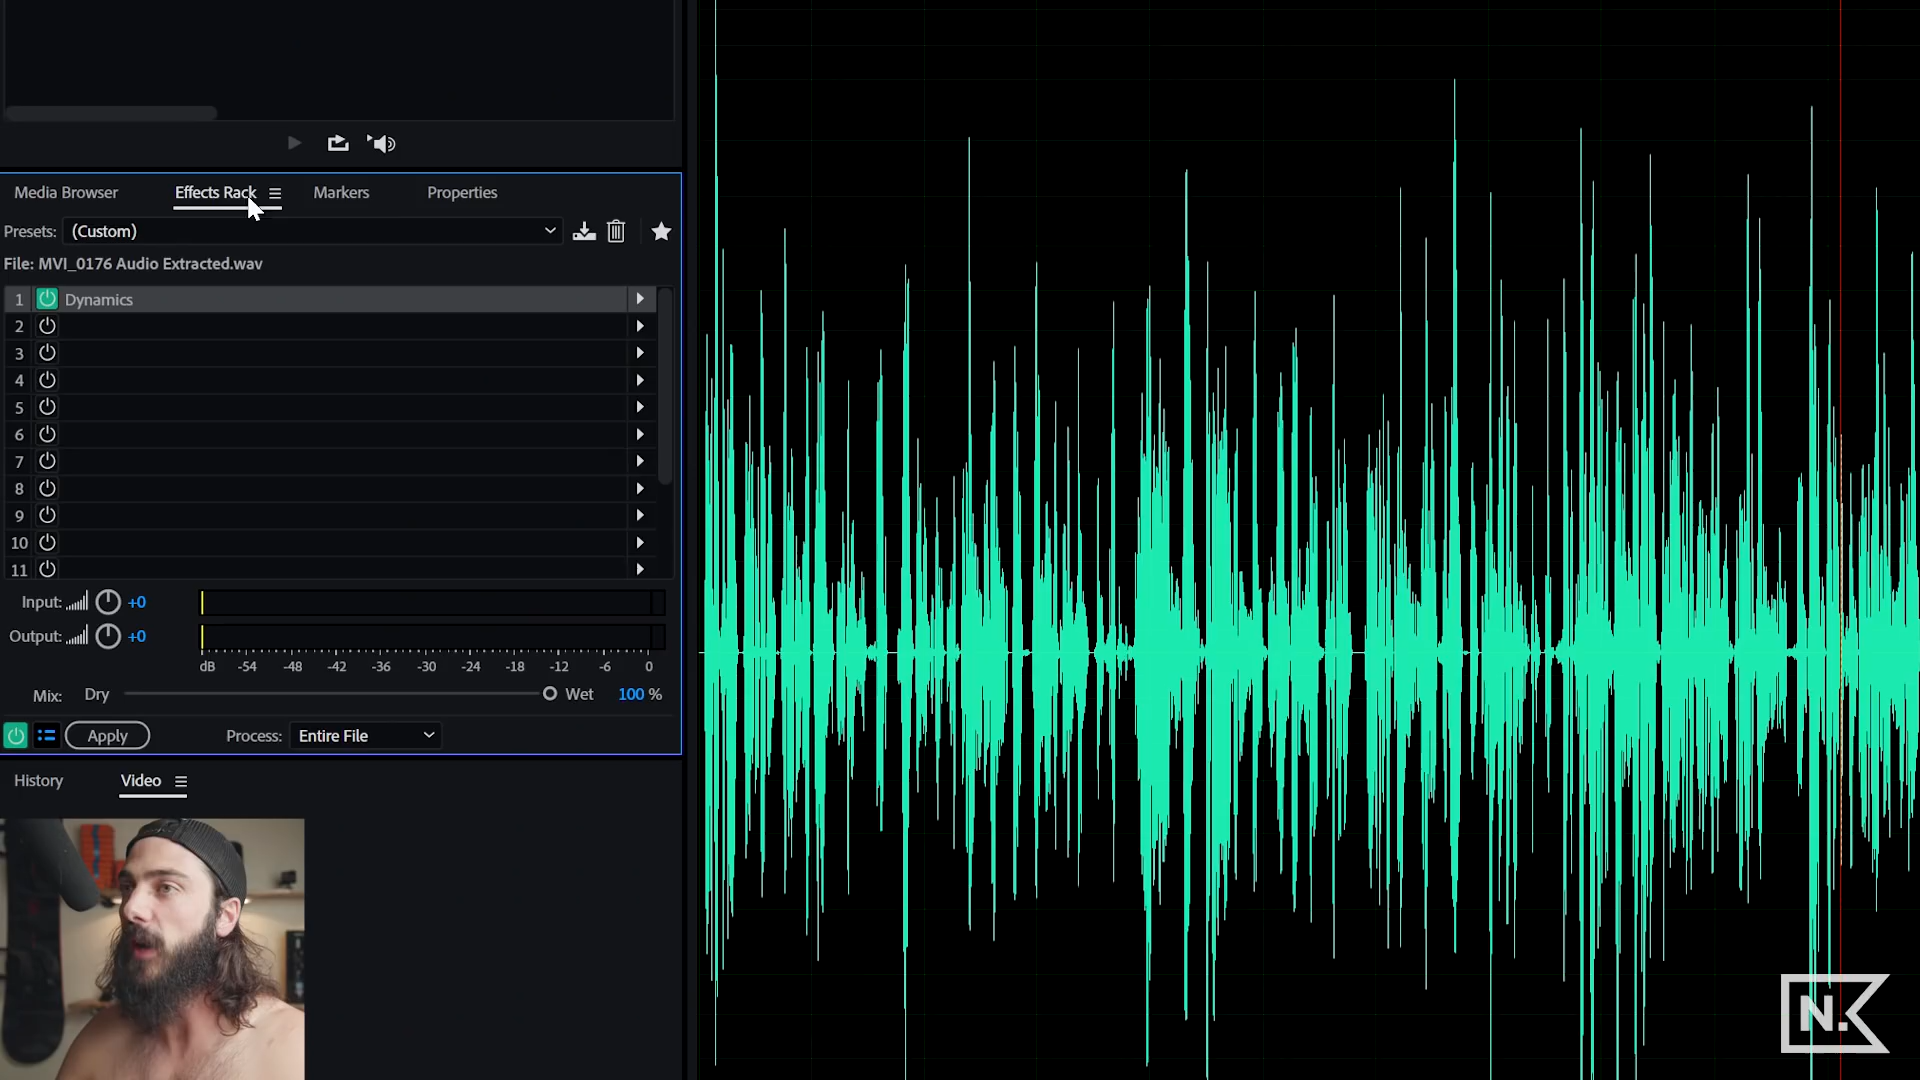 Media Browser Effects Rack Markers Properties
Presets: (Custom)
File: MVI_0176 Audio Extracted.wav
1 Dynamics
2
3
4
5
6
7
8
9
10
11
Input: +0
Output: +0
dB -54 -48 -42 -36 -30 -24 -18 -12 -6 0
Mix: Dry Wet 100 %
Apply Process: Entire File
History Video
N.K